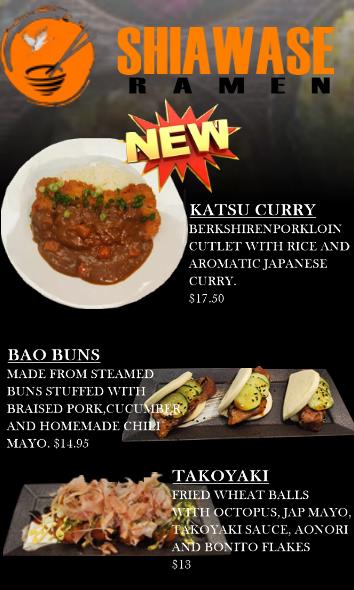 SHIAWASE
RAMEN
NEW
KATSU CURRY
BERKSHIRENPORKLOIN
CUTLET WITH RICE AND
AROMATIC JAPANESE
CURRY.
$17.50
BAO BUNS
MADE FROM STEAMED
BUNS STUFFED WITH
BRAISED PORK,CUCUMBER
AND HOMEMADE CHILI
MAYO. $14.95
TAKOYAKI
FRIED WHEAT BALLS
WITH OCTOPUS, JAP MAYO,
TAKOYAKI SAUCE, AONORI
AND BONITO FLAKES
$13